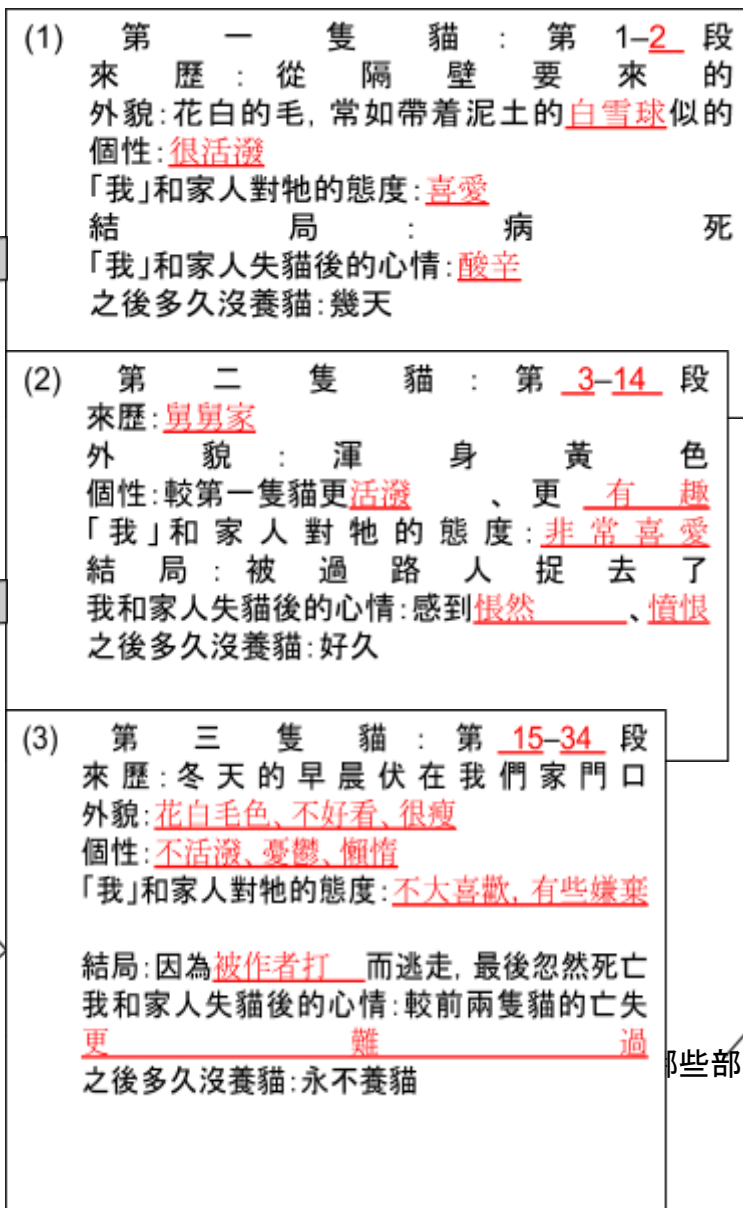 (1) 第一隻貓:第 1–2 段
來歷:從隔壁要來的
外貌:花白的毛, 常如帶着泥土的白雪球似的
個性:很活潑
「我」和家人對牠的態度:喜愛
結局:病死
「我」和家人失貓後的心情:酸辛
之後多久沒養貓:幾天
(2) 第二隻貓:第 3–14 段
來歷:舅舅家
外貌:渾身黃色
個性:較第一隻貓更活潑、更有趣
「我」和家人對牠的態度:非常喜愛
結局:被過路人捉去了
我和家人失貓後的心情:感到悵然、憤恨
之後多久沒養貓:好久
(3) 第三隻貓:第 15–34 段
來歷:冬天的早晨伏在我們家門口
外貌:花白毛色、不好看、很瘦
個性:不活潑、憂鬱、懶惰
「我」和家人對牠的態度:不大喜歡, 有些嫌棄
結局:因為被作者打 而逃走, 最後忽然死亡
我和家人失貓後的心情:較前兩隻貓的亡失
更難過
些部
之後多久沒養貓:永不養貓